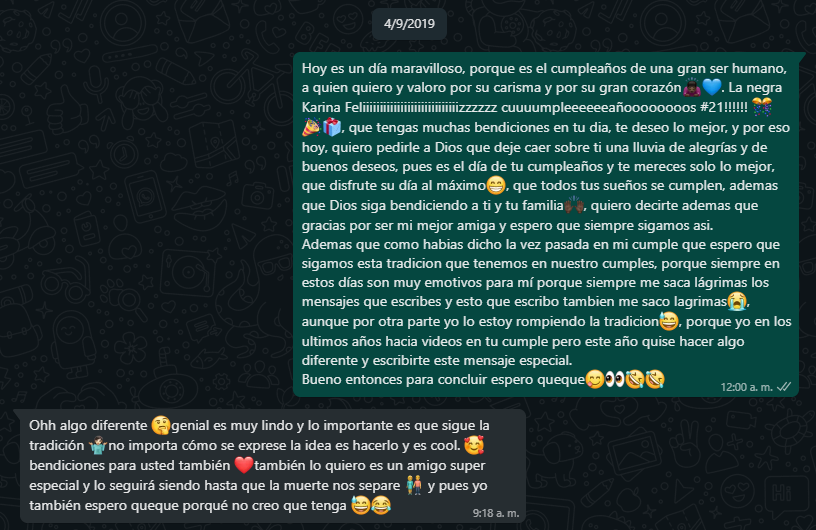 4/9/2019
Hoy es un día maravilloso, porque es el cumpleaños de una gran ser humano,
a quien quiero y valoro por su carisma y por su gran corazón🙇🏿‍♀️💙. La negra
Karina Feliiiiiiiiiiiiiiiiiiiiiiiiiiiizzzzzz cuuuumpleeeeeeañooooooooos #21!!!!!! 🎊
🎉🎁, que tengas muchas bendiciones en tu dia, te deseo lo mejor, y por eso
hoy, quiero pedirle a Dios que deje caer sobre ti una lluvia de alegrías y de
buenos deseos, pues es el día de tu cumpleaños y te mereces solo lo mejor,
que disfrute su día al máximo😁, que todos tus sueños se cumplen, ademas
que Dios siga bendiciendo a ti y tu familia🙌🏿, quiero decirte ademas que
gracias por ser mi mejor amiga y espero que siempre sigamos asi.
Ademas que como habias dicho la vez pasada en mi cumple que espero que
sigamos esta tradicion que tenemos en nuestro cumples, porque siempre en
estos días son muy emotivos para mí porque siempre me saca lágrimas los
mensajes que escribes y esto que escribo tambien me saco lagrimas😭,
aunque por otra parte yo lo estoy rompiendo la tradicion😅, porque yo en los
ultimos años hacia videos en tu cumple pero este año quise hacer algo
diferente y escribirte este mensaje especial.
Bueno entonces para concluir espero queque😋👀🤣🤣
12:00 a. m.
Ohh algo diferente 🤔genial es muy lindo y lo importante es que sigue la
tradición 🤷🏻‍♂️no importa cómo se exprese la idea es hacerlo y es cool. 🥰
bendiciones para usted también ❤️también lo quiero es un amigo super
especial y lo seguirá siendo hasta que la muerte nos separe 👫 y pues yo
también espero queque porqué no creo que tenga 😅😂
9:18 a. m.